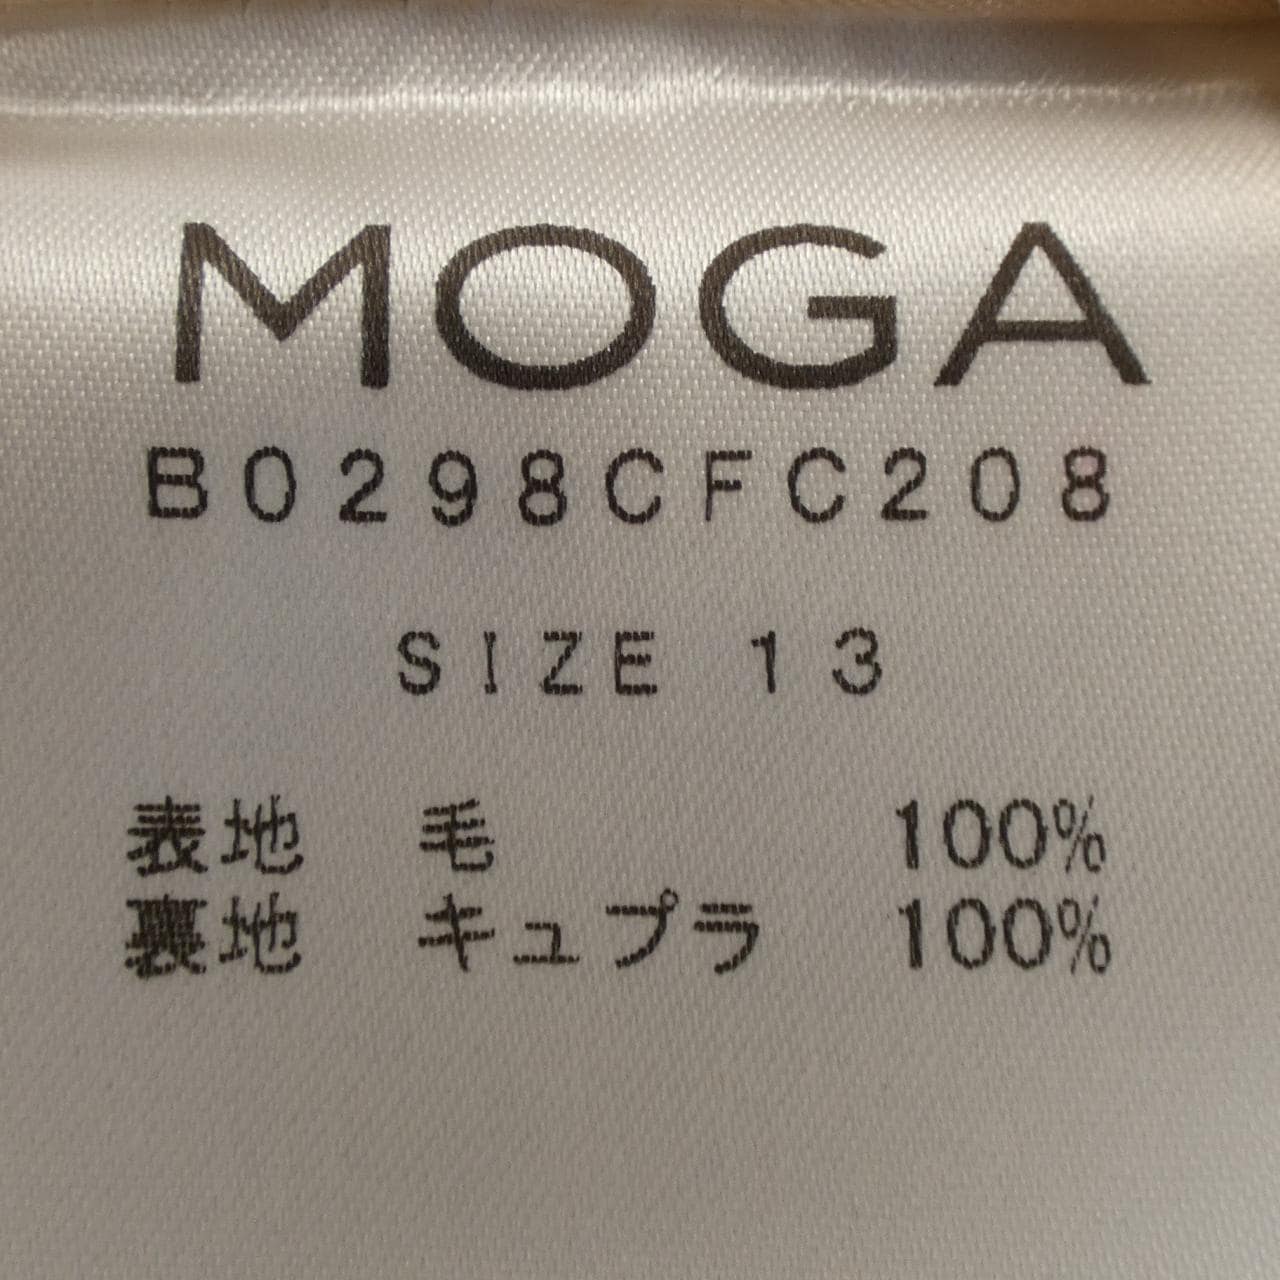 MOGA
B0298CFC208
SIZE 13
表地 毛 100%
裏地 キュプラ 100%